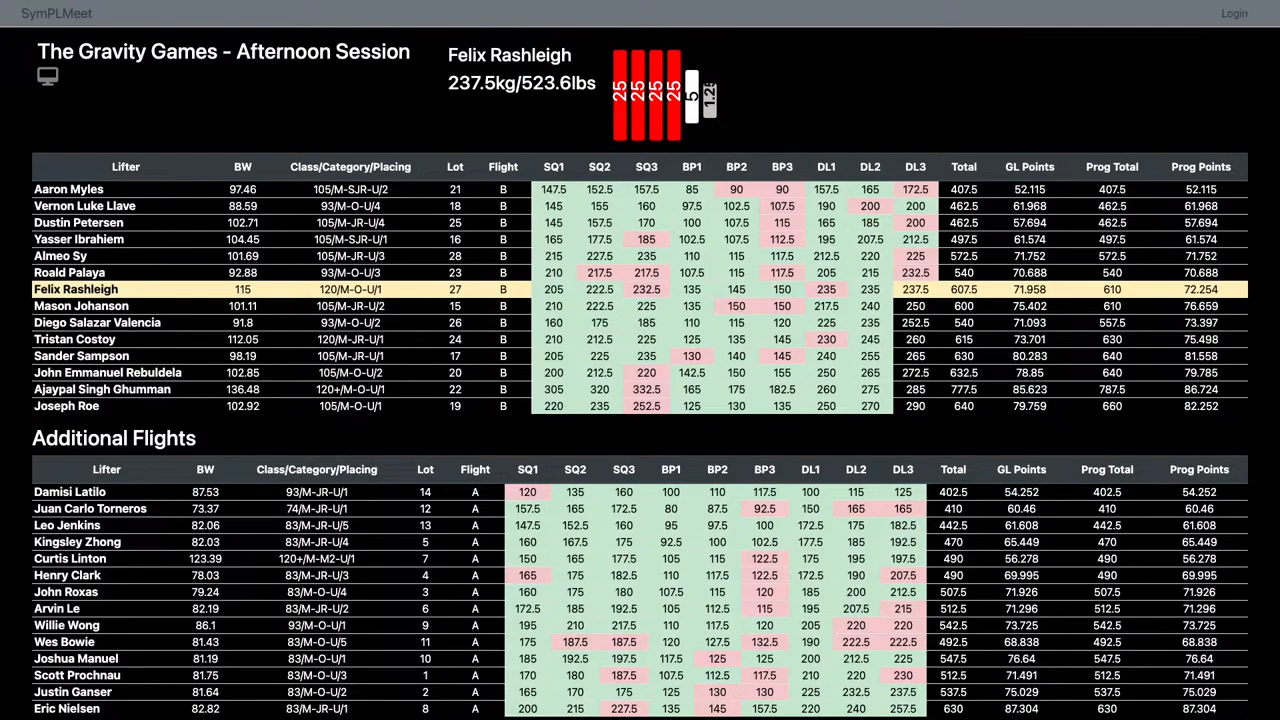 SymPLMeet Login
The Gravity Games - Afternoon Session
Felix Rashleigh
237.5kg/523.6lbs
25 25 25 25 5 1.25
Lifter BW Class/Category/Placing Lot Flight SQ1 SQ2 SQ3 BP1 BP2 BP3 DL1 DL2 DL3 Total GL Points Prog Total Prog Points
Aaron Myles 97.46 105/M-SJR-U/2 21 B 147.5 152.5 157.5 85 90 90 157.5 165 172.5 407.5 52.115 407.5 52.115
Vernon Luke Llave 88.59 93/M-O-U/4 18 B 145 155 160 97.5 102.5 107.5 190 200 200 462.5 61.968 462.5 61.968
Dustin Petersen 102.71 105/M-JR-U/4 25 B 145 157.5 170 100 107.5 115 165 185 200 462.5 57.694 462.5 57.694
Yasser Ibrahiem 104.45 105/M-SJR-U/1 16 B 165 177.5 185 102.5 107.5 112.5 195 207.5 212.5 497.5 61.574 497.5 61.574
Almeo Sy 101.69 105/M-JR-U/3 28 B 215 227.5 235 110 115 117.5 212.5 220 225 572.5 71.752 572.5 71.752
Roald Palaya 92.88 93/M-O-U/3 23 B 210 217.5 217.5 107.5 115 117.5 205 215 232.5 540 70.688 540 70.688
Felix Rashleigh 115 120/M-O-U/1 27 B 205 222.5 232.5 135 145 150 235 235 237.5 607.5 71.958 610 72.254
Mason Johanson 101.11 105/M-JR-U/2 15 B 210 222.5 225 135 150 150 217.5 240 250 600 75.402 610 76.659
Diego Salazar Valencia 91.8 93/M-O-U/2 26 B 160 175 185 110 115 120 225 235 252.5 540 71.093 557.5 73.397
Tristan Costoy 112.05 120/M-JR-U/1 24 B 210 212.5 225 125 135 145 230 245 260 615 73.701 630 75.498
Sander Sampson 98.19 105/M-JR-U/1 17 B 205 225 235 130 140 145 240 255 265 630 80.283 640 81.558
John Emmanuel Rebuldela 102.85 105/M-O-U/2 20 B 200 212.5 220 142.5 150 155 250 265 272.5 632.5 78.85 640 79.785
Ajaypal Singh Ghumman 136.48 120+/M-O-U/1 22 B 305 320 332.5 165 175 182.5 260 275 285 777.5 85.623 787.5 86.724
Joseph Roe 102.92 105/M-O-U/1 19 B 220 235 252.5 125 130 135 250 270 290 640 79.759 660 82.252
Additional Flights
Lifter BW Class/Category/Placing Lot Flight SQ1 SQ2 SQ3 BP1 BP2 BP3 DL1 DL2 DL3 Total GL Points Prog Total Prog Points
Damisi Latilo 87.53 93/M-JR-U/1 14 A 120 135 160 100 110 117.5 100 115 125 402.5 54.252 402.5 54.252
Juan Carlo Torneros 73.37 74/M-JR-U/1 12 A 157.5 165 172.5 80 87.5 92.5 150 165 165 410 60.46 410 60.46
Leo Jenkins 82.06 83/M-JR-U/5 13 A 147.5 152.5 160 95 97.5 100 172.5 175 182.5 442.5 61.608 442.5 61.608
Kingsley Zhong 82.03 83/M-JR-U/4 5 A 160 167.5 175 92.5 100 102.5 177.5 185 192.5 470 65.449 470 65.449
Curtis Linton 123.39 120+/M-M2-U/1 7 A 150 165 177.5 105 115 122.5 175 195 197.5 490 56.278 490 56.278
Henry Clark 78.03 83/M-JR-U/3 4 A 165 175 182.5 110 117.5 122.5 172.5 190 207.5 490 69.995 490 69.995
John Roxas 79.24 83/M-O-U/4 3 A 160 175 180 107.5 115 120 185 200 212.5 507.5 71.926 507.5 71.926
Arvin Le 82.19 83/M-JR-U/2 6 A 172.5 185 192.5 105 112.5 115 195 207.5 215 512.5 71.296 512.5 71.296
Willie Wong 86.1 93/M-O-U/1 9 A 195 210 217.5 110 117.5 120 205 220 220 542.5 73.725 542.5 73.725
Wes Bowie 81.43 83/M-O-U/5 11 A 175 187.5 187.5 120 127.5 132.5 190 222.5 222.5 492.5 68.838 492.5 68.838
Joshua Manuel 81.19 83/M-O-U/1 10 A 185 192.5 197.5 117.5 125 125 200 212.5 225 547.5 76.64 547.5 76.64
Scott Prochnau 81.75 83/M-O-U/3 1 A 170 180 187.5 107.5 112.5 117.5 210 220 230 512.5 71.491 512.5 71.491
Justin Ganser 81.64 83/M-O-U/2 2 A 165 170 175 125 130 130 225 232.5 237.5 537.5 75.029 537.5 75.029
Eric Nielsen 82.82 83/M-JR-U/1 8 A 200 215 227.5 135 145 157.5 220 240 257.5 630 87.304 630 87.304